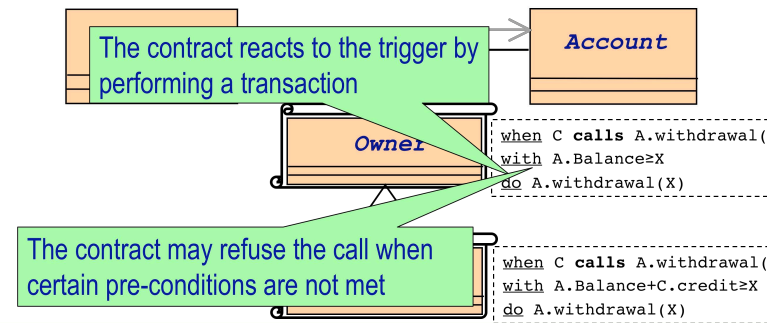 The contract reacts to the trigger by
performing a transaction
Account
Owner
when C calls A.withdrawal(
with A.Balance≥X
do A.withdrawal(X)
The contract may refuse the call when
certain pre-conditions are not met
when C calls A.withdrawal(
with A.Balance+C.credit≥X
do A.withdrawal(X)